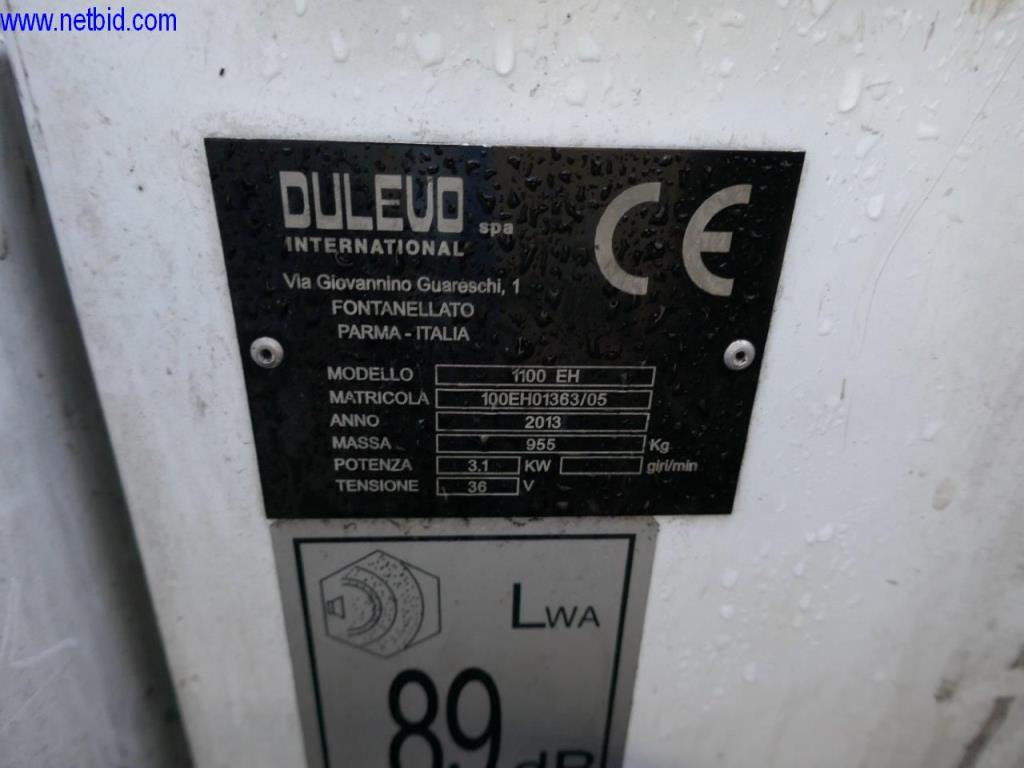 www.netbid.com
DULEVO spa
INTERNATIONAL
CE
Via Giovannino Guareschi, 1
FONTANELLATO
PARMA - ITALIA
MODELLO 1100 EH
MATRICOLA 100EH01363/05
ANNO 2013
MASSA 955 Kg
POTENZA 3.1 KW giri/min
TENSIONE 36 V
LWA
89
dB